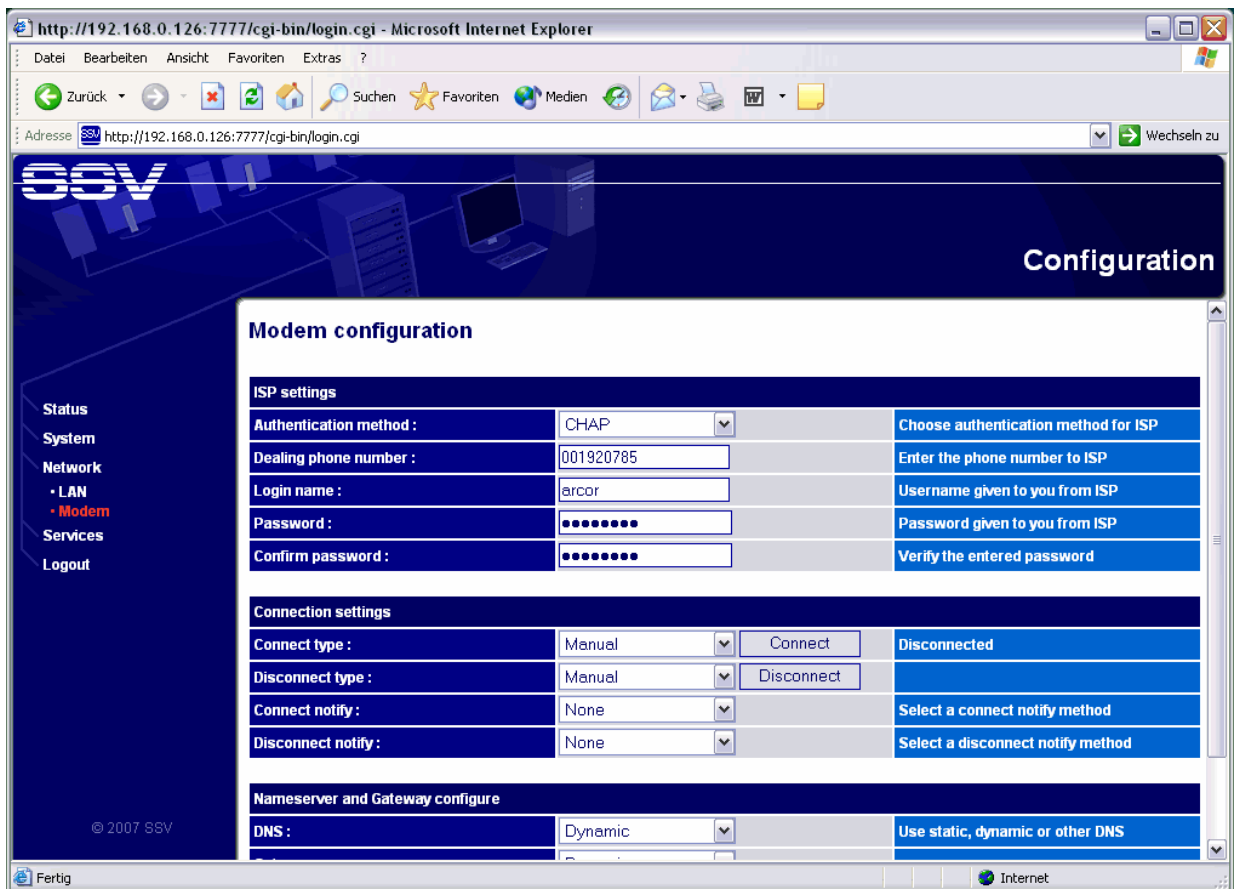 http://192.168.0.126:7777/cgi-bin/login.cgi - Microsoft Internet Explorer
Datei Bearbeiten Ansicht Favoriten Extras ?
Zurück Suchen Favoriten Medien
Adresse SSV http://192.168.0.126:7777/cgi-bin/login.cgi Wechseln zu
SSV
Configuration
Modem configuration
Status
System
Network
• LAN
• Modem
Services
Logout
© 2007 SSV
ISP settings
Authentication method : CHAP Choose authentication method for ISP
Dealing phone number : 001920785 Enter the phone number to ISP
Login name : arcor Username given to you from ISP
Password : •••••••• Password given to you from ISP
Confirm password : •••••••• Verify the entered password
Connection settings
Connect type : Manual Connect Disconnected
Disconnect type : Manual Disconnect
Connect notify : None Select a connect notify method
Disconnect notify : None Select a disconnect notify method
Nameserver and Gateway configure
DNS : Dynamic Use static, dynamic or other DNS
Fertig Internet